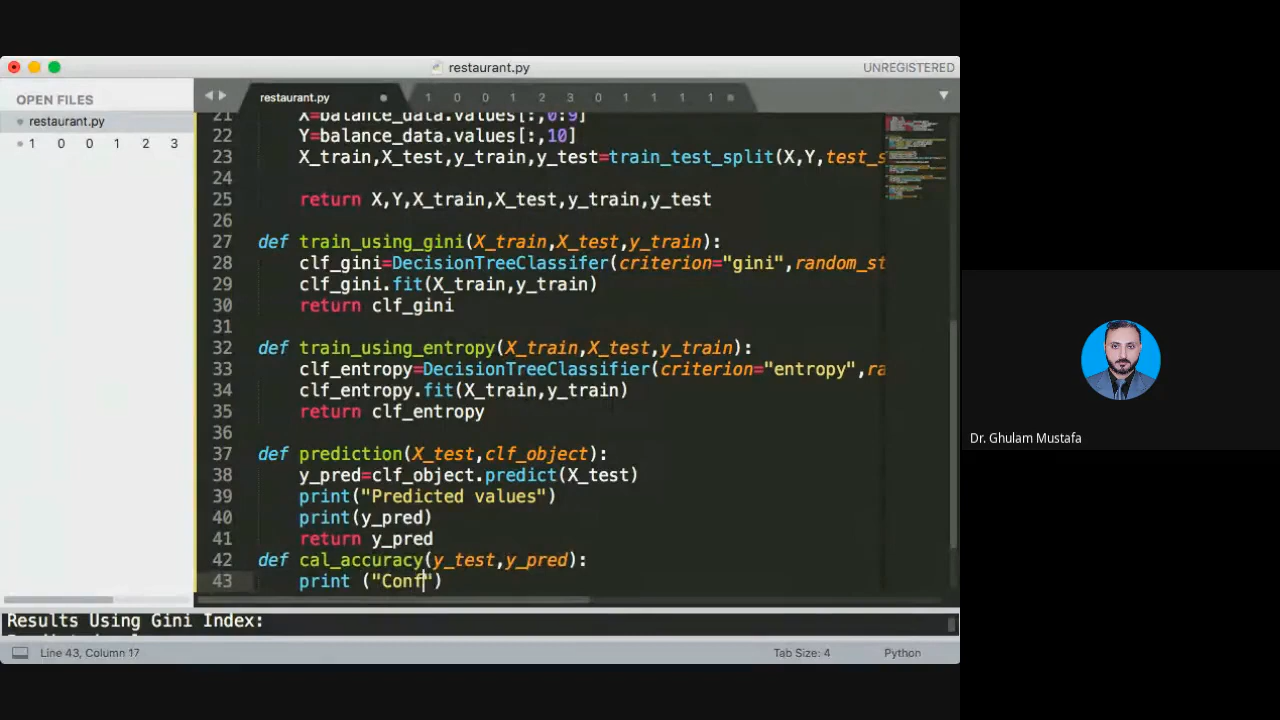 restaurant.py
UNREGISTERED
OPEN FILES
restaurant.py
1 0 0 1 2 3
restaurant.py
1 0 0 1 2 3 0 1 1 1 1
21 X=balance_data.values[:,0:9]
22 Y=balance_data.values[:,10]
23 X_train,X_test,y_train,y_test=train_test_split(X,Y,test_s
24
25 return X,Y,X_train,X_test,y_train,y_test
26
27 def train_using_gini(X_train,X_test,y_train):
28 clf_gini=DecisionTreeClassifer(criterion="gini",random_st
29 clf_gini.fit(X_train,y_train)
30 return clf_gini
31
32 def train_using_entropy(X_train,X_test,y_train):
33 clf_entropy=DecisionTreeClassifier(criterion="entropy",ra
34 clf_entropy.fit(X_train,y_train)
35 return clf_entropy
36
37 def prediction(X_test,clf_object):
38 y_pred=clf_object.predict(X_test)
39 print("Predicted values")
40 print(y_pred)
41 return y_pred
42 def cal_accuracy(y_test,y_pred):
43 print ("Conf")
Results Using Gini Index:
Line 43, Column 17
Tab Size: 4
Python
Dr. Ghulam Mustafa